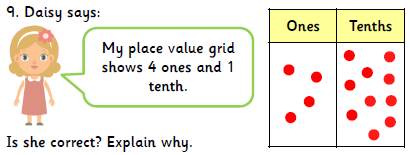 9. Daisy says:
My place value grid
shows 4 ones and 1
tenth.
Ones Tenths
Is she correct? Explain why.